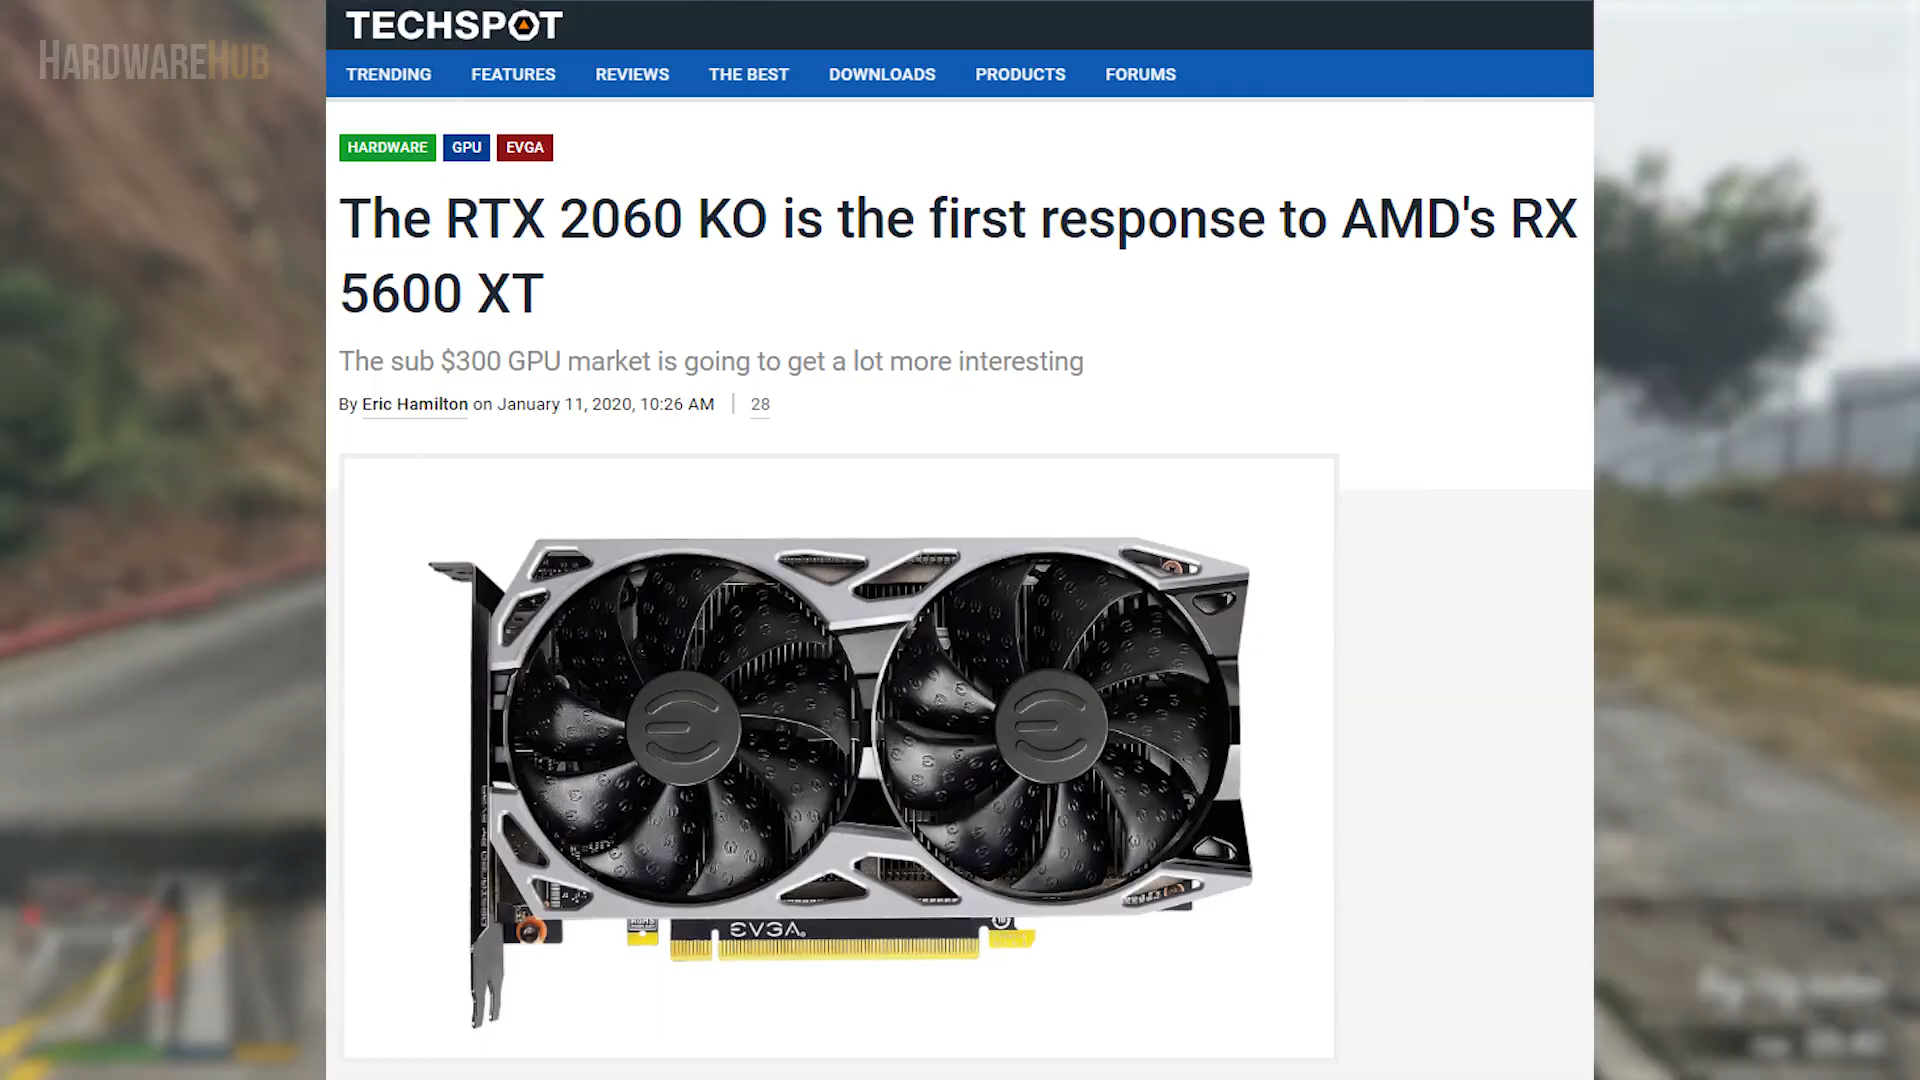 HARDWAREHUB
TECHSPOT
TRENDING FEATURES REVIEWS THE BEST DOWNLOADS PRODUCTS FORUMS
HARDWARE GPU EVGA
The RTX 2060 KO is the first response to AMD's RX
5600 XT
The sub $300 GPU market is going to get a lot more interesting
By Eric Hamilton on January 11, 2020, 10:26 AM 28
EVGA